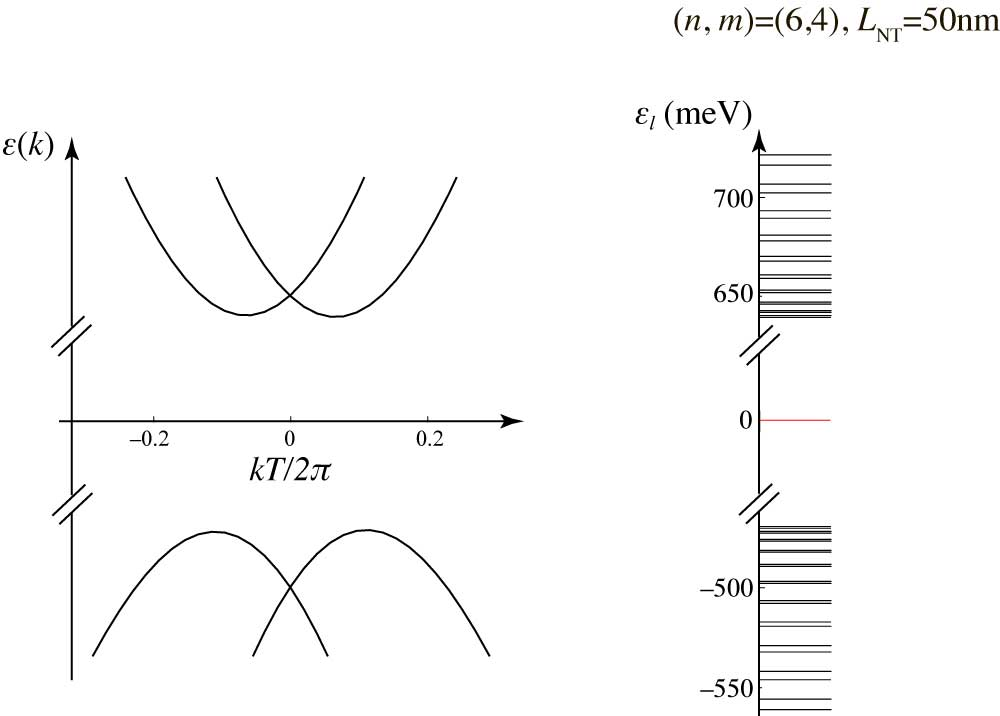 (n, m)=(6,4), L_NT=50nm
ε(k)
−0.2 0 0.2
kT/2π
ε_l (meV)
700
650
0
−500
−550